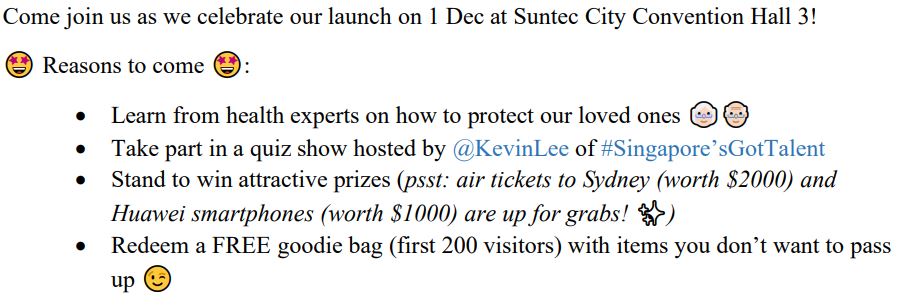 Come join us as we celebrate our launch on 1 Dec at Suntec City Convention Hall 3!
🤩 Reasons to come 🤩:
• Learn from health experts on how to protect our loved ones 👵🏻👴🏻
• Take part in a quiz show hosted by @KevinLee of #Singapore’sGotTalent
• Stand to win attractive prizes (psst: air tickets to Sydney (worth $2000) and
Huawei smartphones (worth $1000) are up for grabs! ✨)
• Redeem a FREE goodie bag (first 200 visitors) with items you don’t want to pass
up 😉